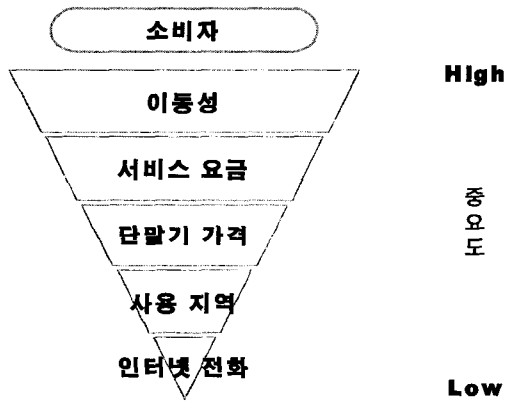 소비자
High
이동성
서비스 요금
중요도
단말기 가격
사용 지역
인터넷 전화
Low